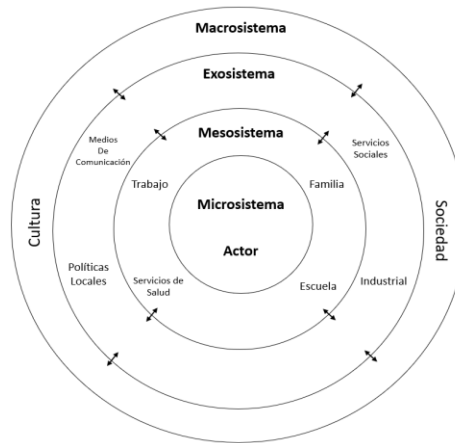 Macrosistema
Exosistema
Mesosistema
Medios
De
Comunicación
Servicios
Sociales
Trabajo
Familia
Microsistema
Cultura
Sociedad
Actor
Políticas
Locales
Servicios de
Salud
Escuela
Industrial